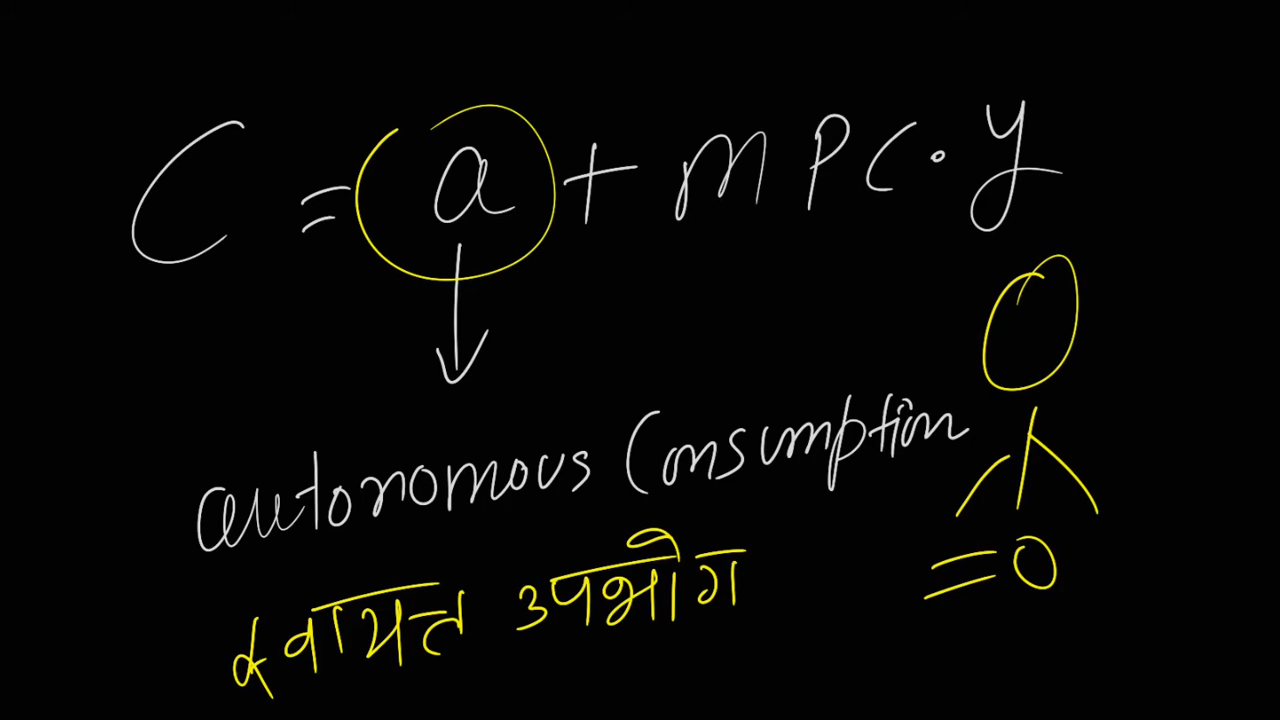 C = a + mPC.y
autonomous Consumption
स्वायत्त उपभोग
=0